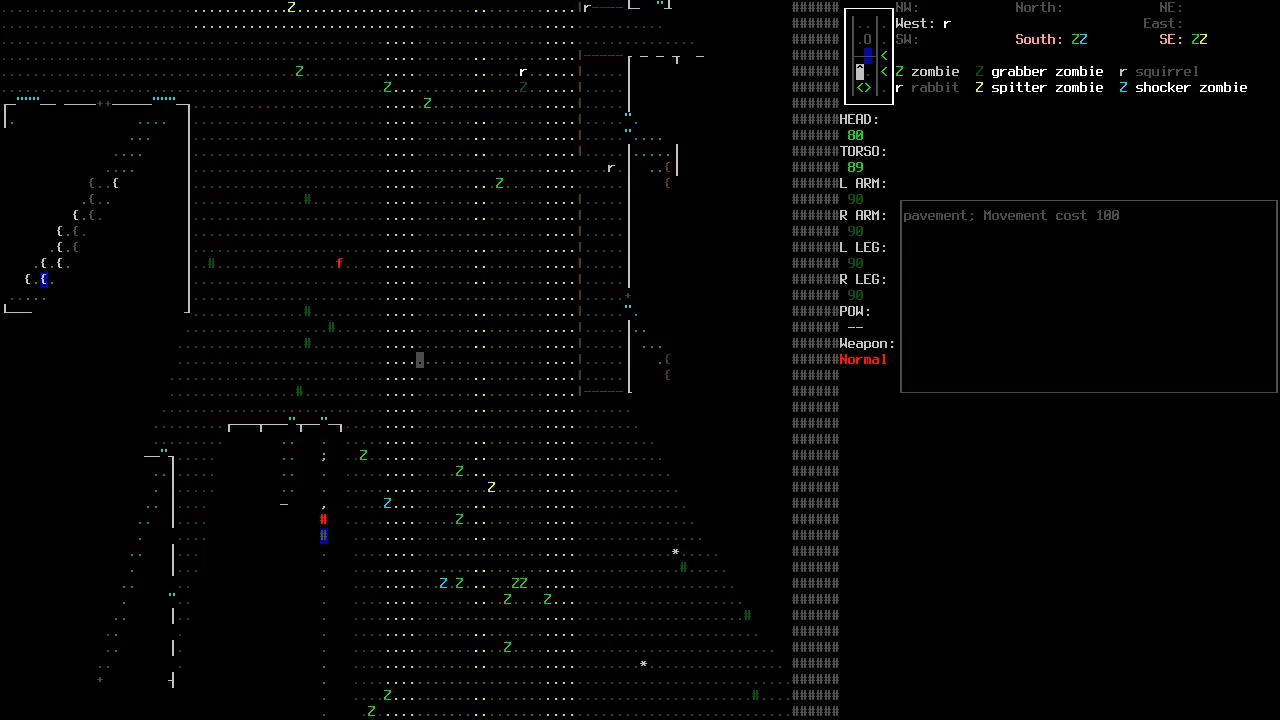 NW: North: NE:
West: r East:
SW: South: ZZ SE: ZZ
Z zombie Z grabber zombie r squirrel
r rabbit Z spitter zombie Z shocker zombie
HEAD:
80
TORSO:
89
L ARM:
90
R ARM:
90
L LEG:
90
R LEG:
90
POW:
--
Weapon:
Normal
pavement; Movement cost 100